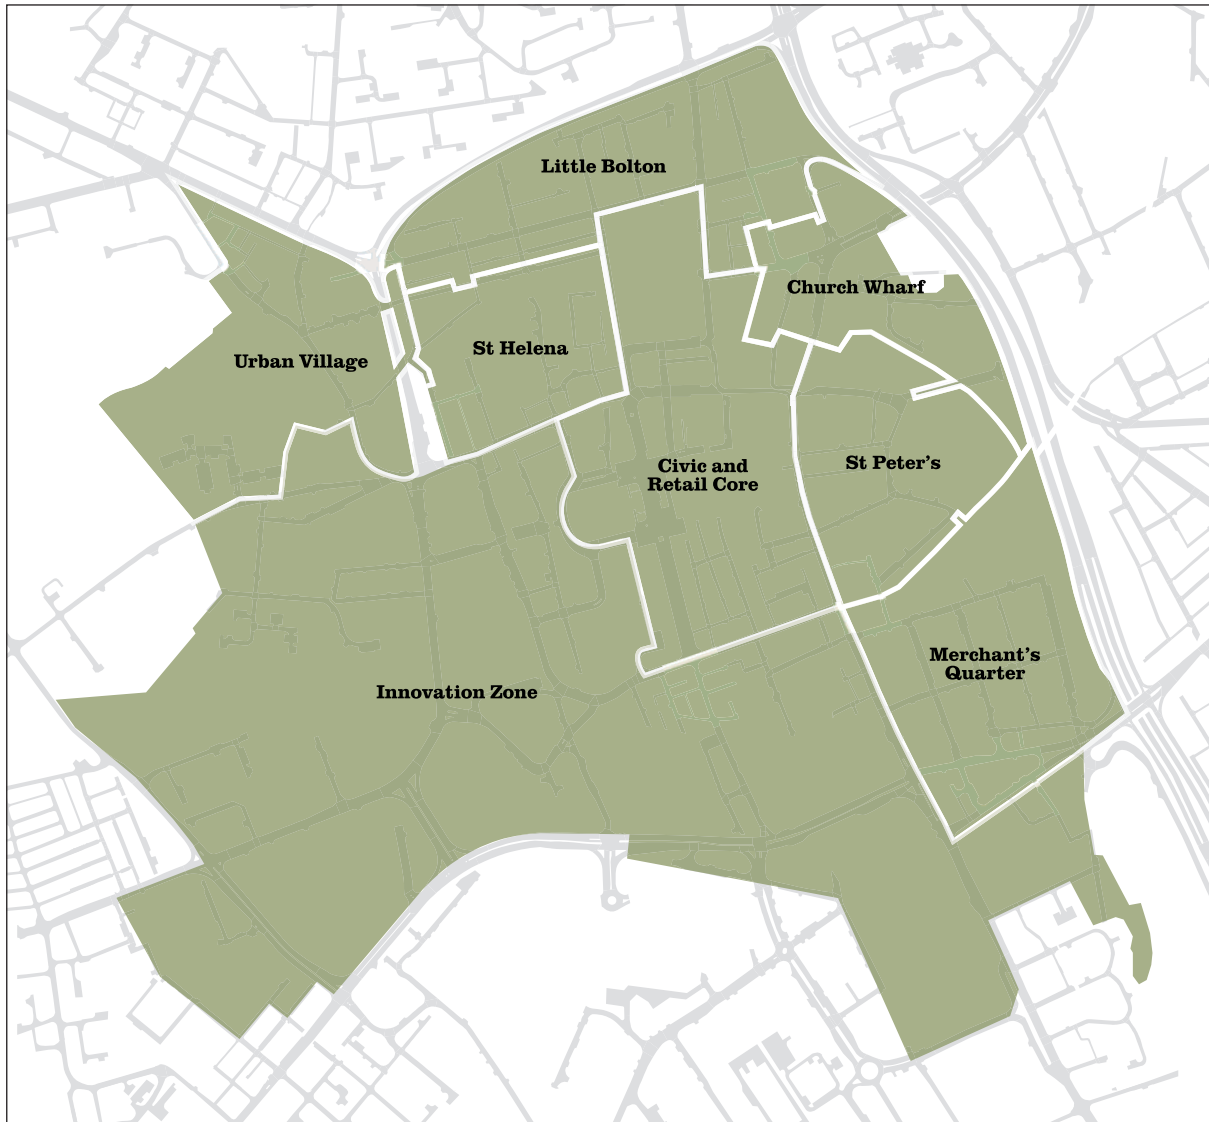 Little Bolton
Church Wharf
St Helena
Urban Village
Civic and
Retail Core
St Peter’s
Merchant’s
Quarter
Innovation Zone